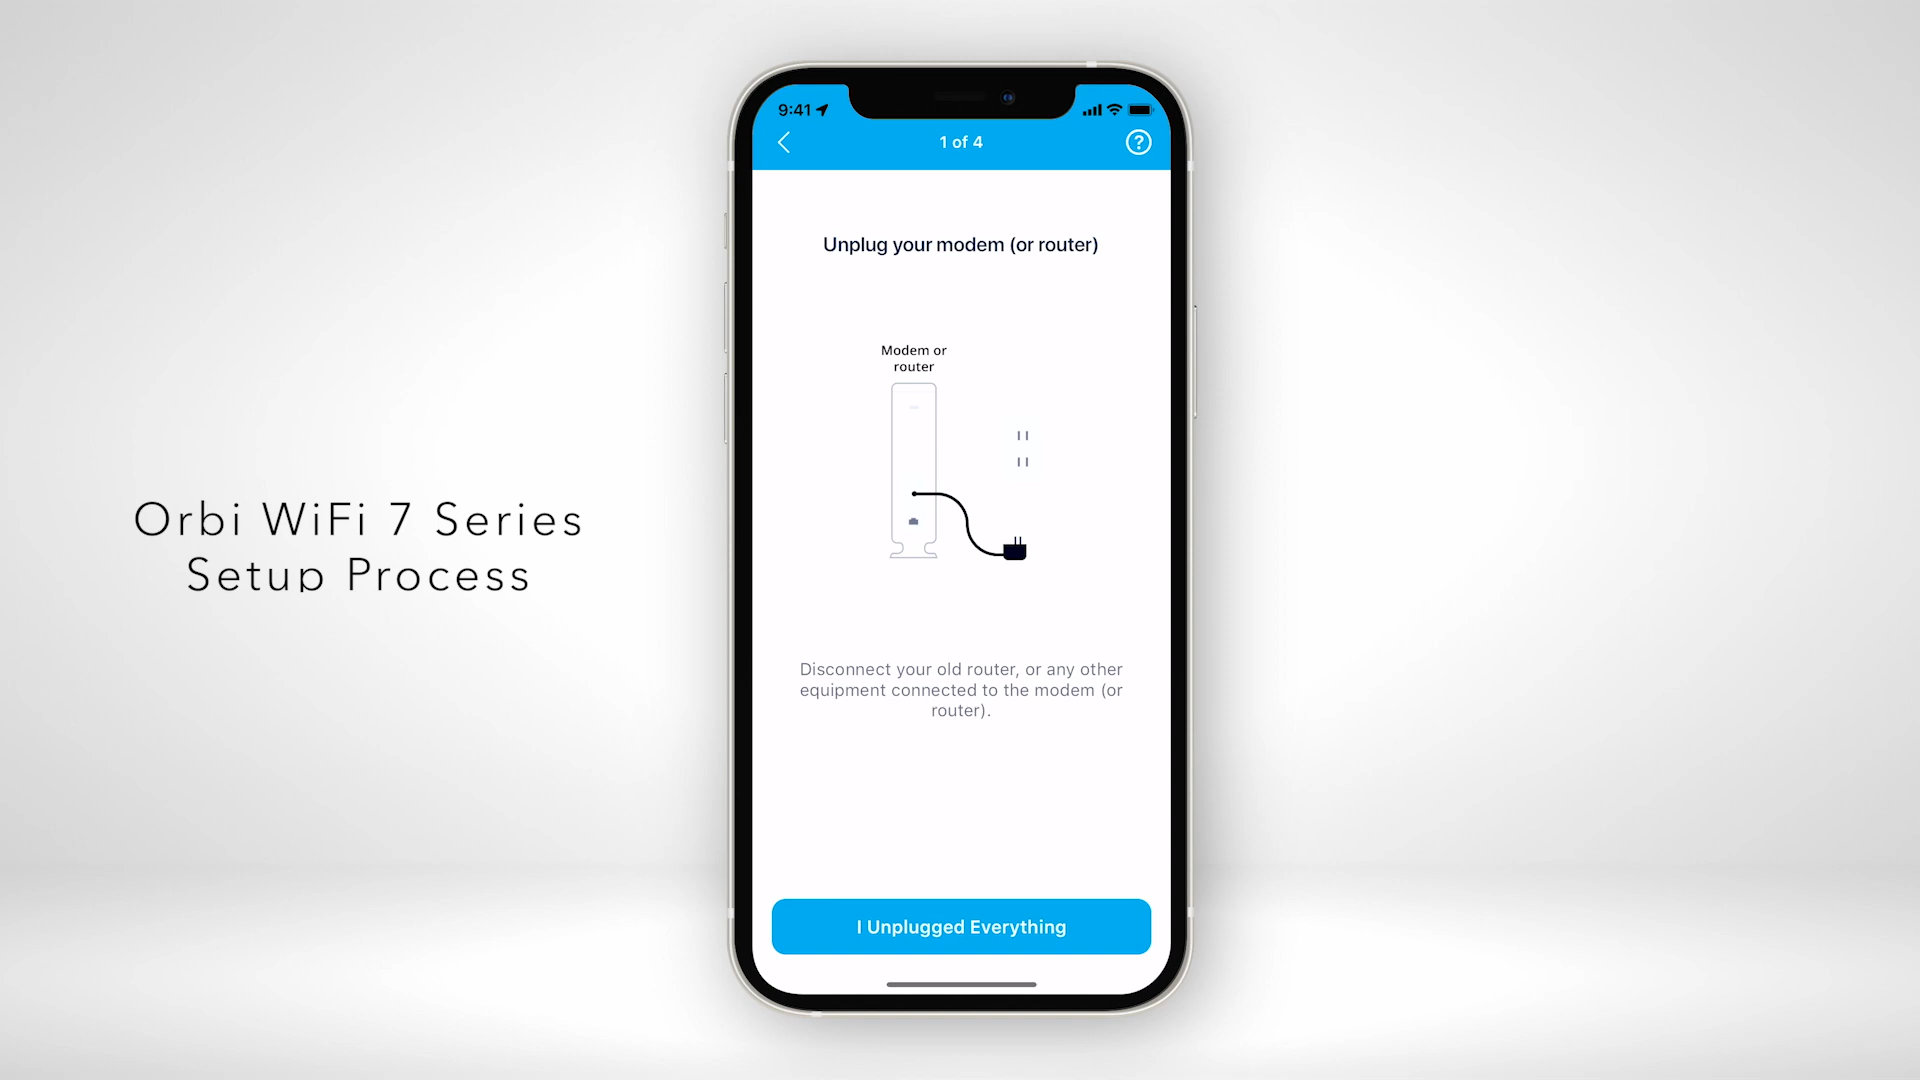 Orbi WiFi 7 Series
Setup Process
9:41
1 of 4
?
Unplug your modem (or router)
Modem or
router
Disconnect your old router, or any other
equipment connected to the modem (or
router).
I Unplugged Everything